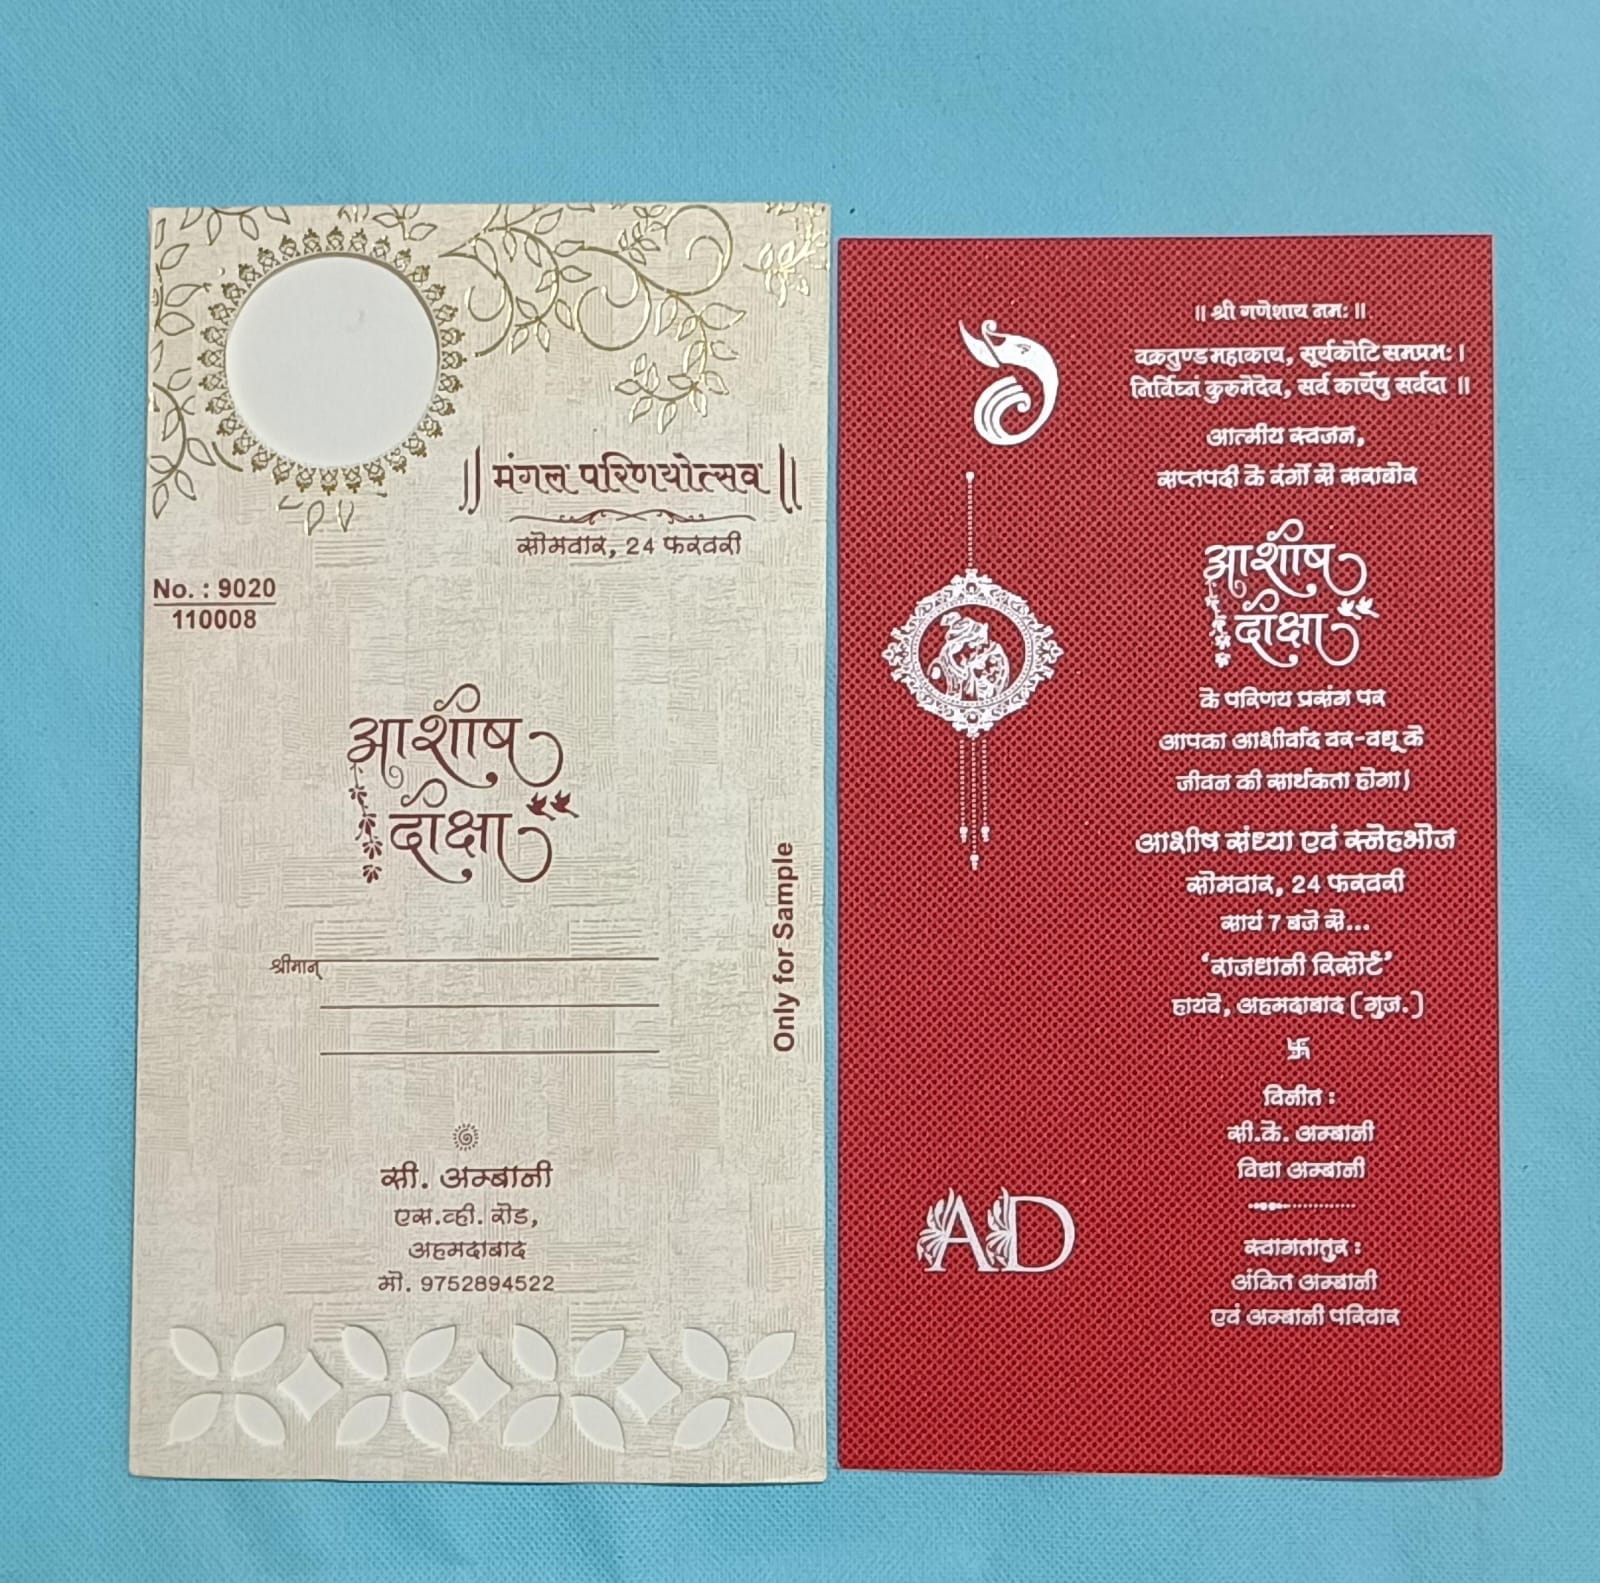 ॥ मंगल परिणयोत्सव ॥
सोमवार, 24 फरवरी
No. : 9020
110008
आशीष
दीक्षा
Only for Sample
श्रीमान्
सी. अम्बानी
एस.व्ही. रोड,
अहमदाबाद
मो. 9752894522
॥ श्री गणेशाय नमः ॥
वक्रतुण्ड महाकाय, सूर्यकोटि समप्रभः।
निर्विघ्नं कुरुमेदेव, सर्व कार्येषु सर्वदा ॥
आत्मीय स्वजन,
सप्तपदी के रंगों से सराबोर
आशीष
दीक्षा
के परिणय प्रसंग पर
आपका आशीर्वाद वर-वधू के
जीवन की सार्थकता होगा।
आशीष संध्या एवं स्नेहभोज
सोमवार, 24 फरवरी
सायं 7 बजे से...
‘राजधानी रिसोर्ट’
हायवे, अहमदाबाद (गुज.)
卐
विनीत :
सी.के. अम्बानी
विद्या अम्बानी
स्वागतातुर :
अंकित अम्बानी
एवं अम्बानी परिवार
AD